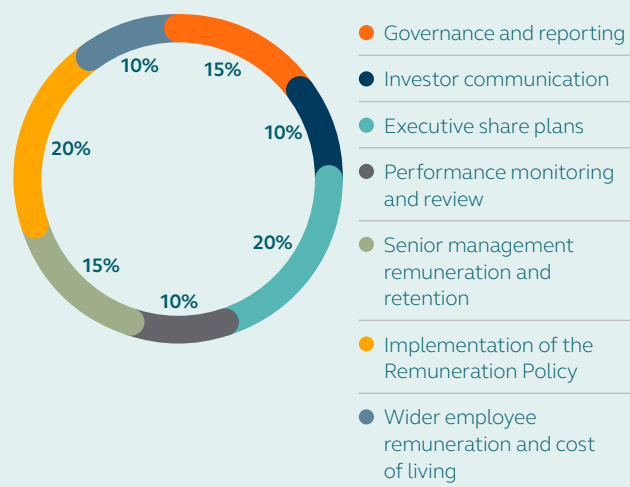 10%
15%
10%
20%
20%
15%
10%
Governance and reporting
Investor communication
Executive share plans
Performance monitoring
and review
Senior management
remuneration and
retention
Implementation of the
Remuneration Policy
Wider employee
remuneration and cost
of living